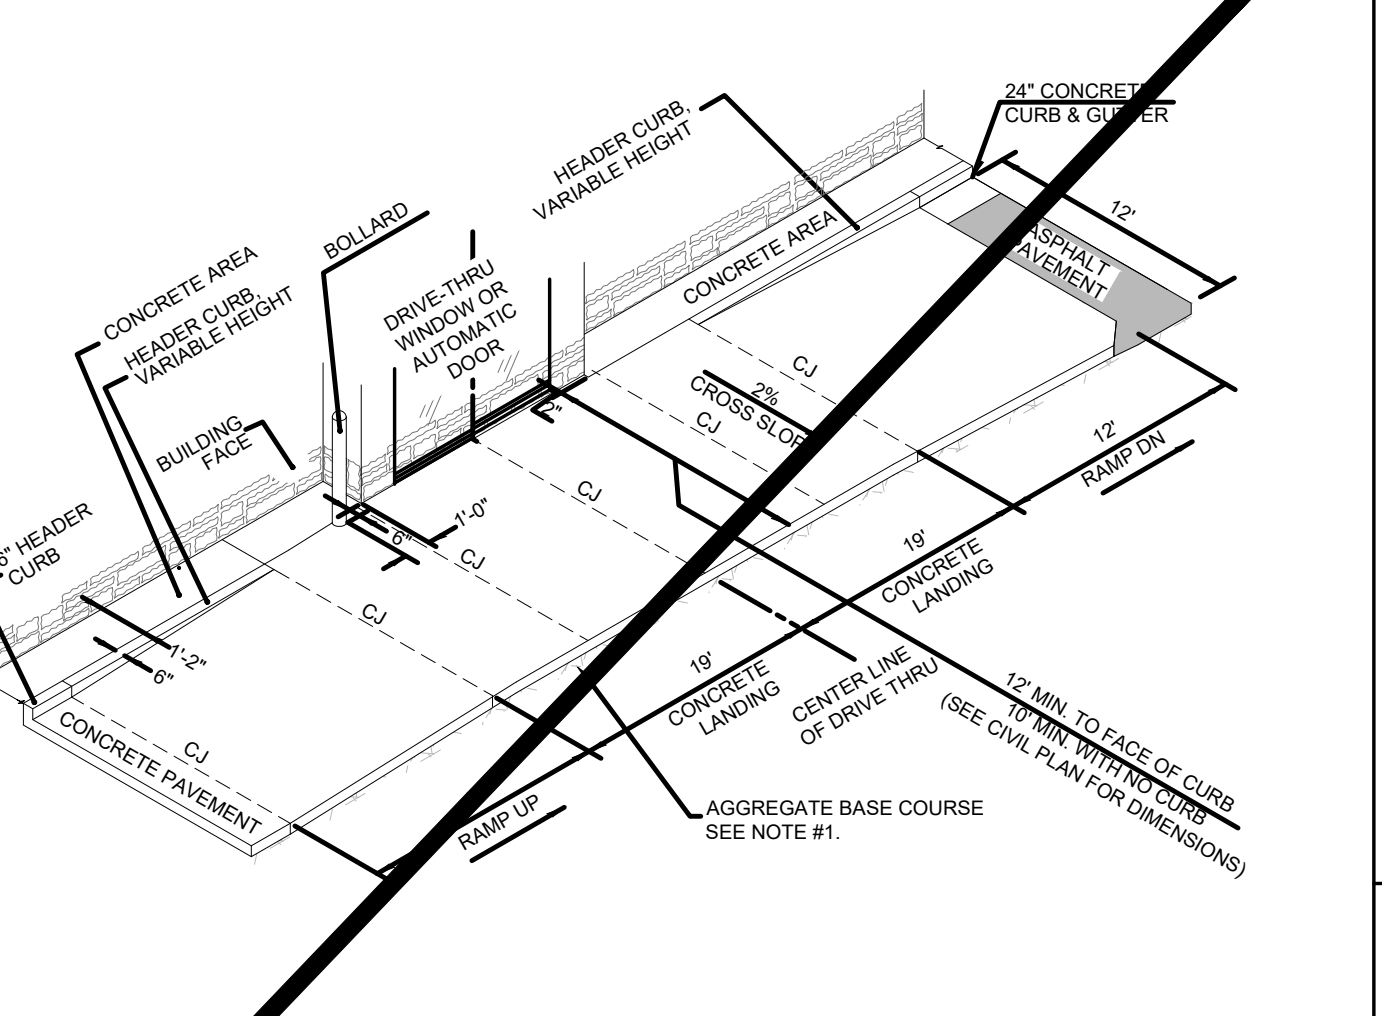 24" CONCRETE
CURB & GUTTER
HEADER CURB,
VARIABLE HEIGHT
12'
BOLLARD
CONCRETE AREA
ASPHALT
PAVEMENT
CONCRETE AREA
HEADER CURB,
VARIABLE HEIGHT
DRIVE-THRU
WINDOW OR
AUTOMATIC
DOOR
CJ
2%
CROSS SLOP
2"
CJ
BUILDING
FACE
12'
RAMP DN
CJ
1'-0"
6"
CJ
19'
CONCRETE
LANDING
6" HEADER
CURB
CJ
1'-2"
6"
19'
CONCRETE
LANDING
CENTER LINE
OF DRIVE THRU
12' MIN. TO FACE OF CURB
10' MIN. WITH NO CURB
(SEE CIVIL PLAN FOR DIMENSIONS)
CJ
CONCRETE PAVEMENT
RAMP UP
AGGREGATE BASE COURSE
SEE NOTE #1.